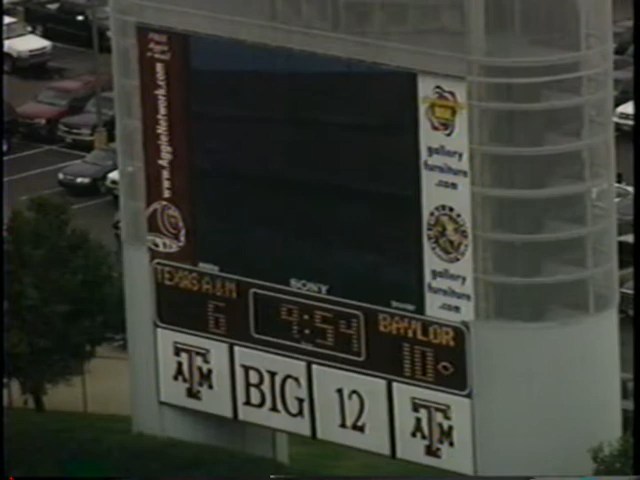 www.AggieNetwork.com
gallery
furniture
.com
gallery
furniture
.com
SONY
TEXAS A&M
6
9:54
BAYLOR
10
ATM
BIG
12
ATM